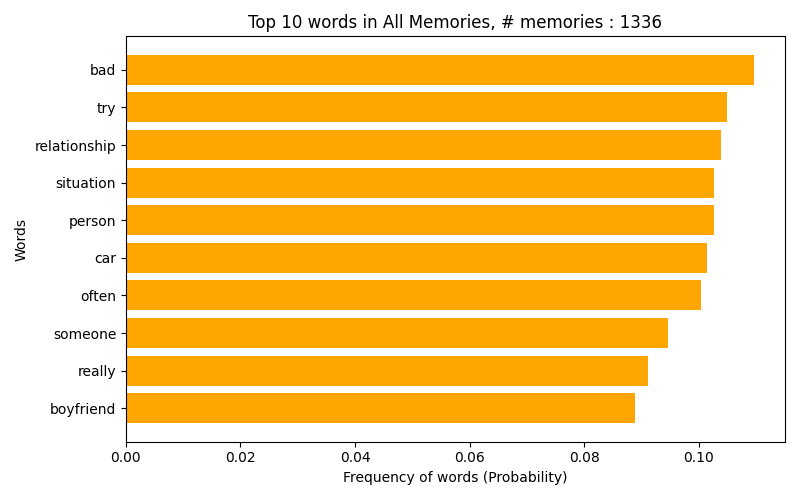 Top 10 words in All Memories, # memories : 1336
Words
bad
try
relationship
situation
person
car
often
someone
really
boyfriend
0.00 0.02 0.04 0.06 0.08 0.10
Frequency of words (Probability)